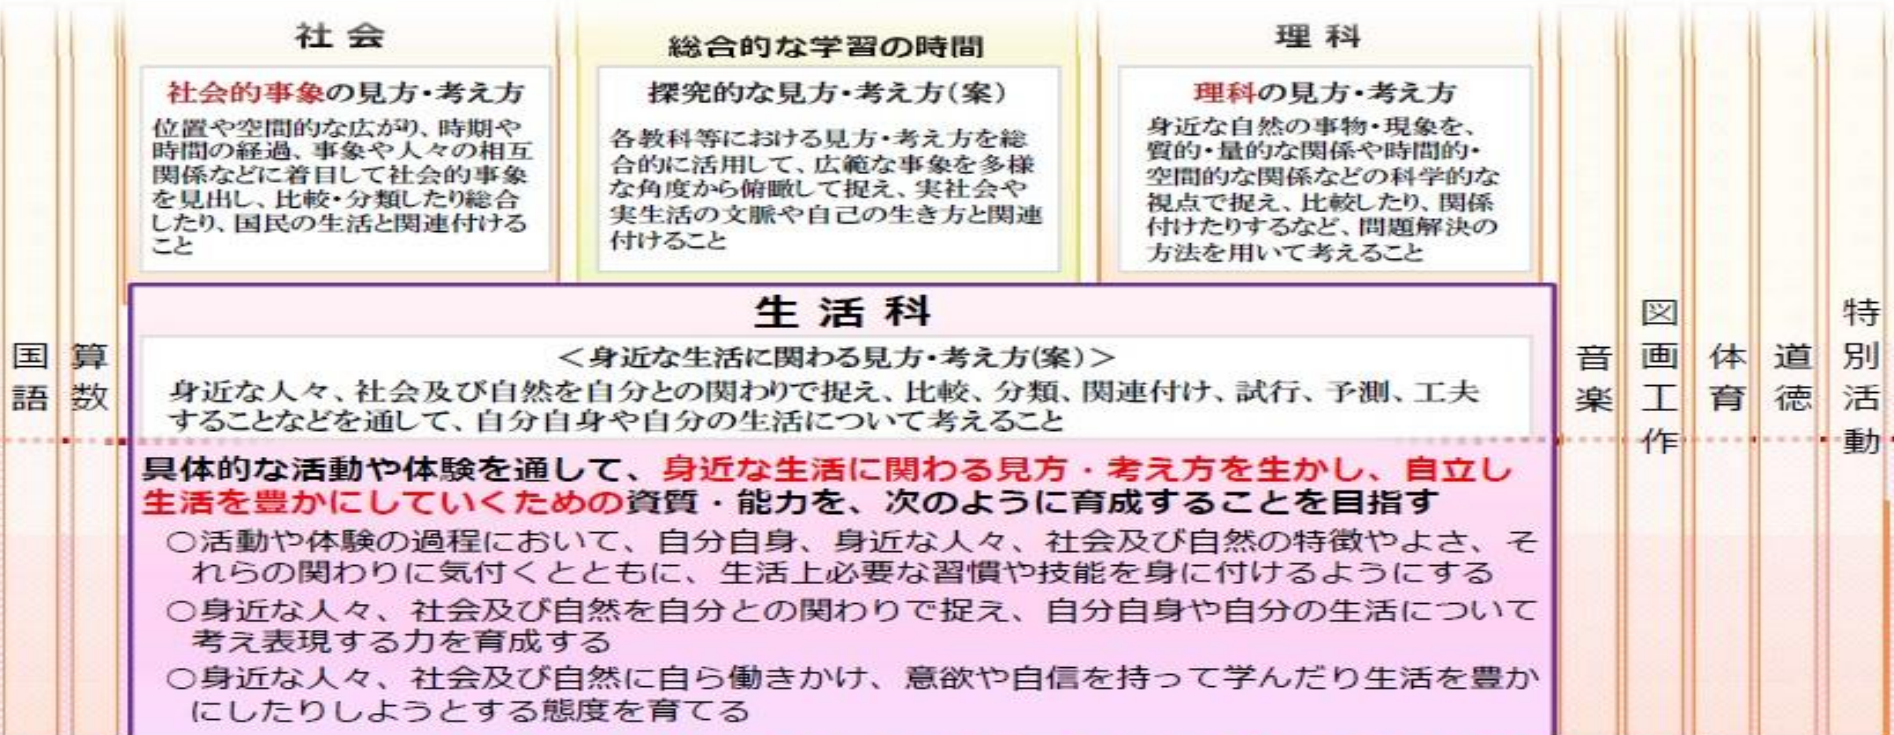 社会
社会的事象の見方・考え方
位置や空間的な広がり、時期や
時間の経過、事象や人々の相互
関係などに着目して社会的事象
を見出し、比較・分類したり総合
したり、国民の生活と関連付ける
こと
総合的な学習の時間
探究的な見方・考え方(案)
各教科等における見方・考え方を総
合的に活用して、広範な事象を多様
な角度から俯瞰して捉え、実社会や
実生活の文脈や自己の生き方と関連
付けること
理科
理科の見方・考え方
身近な自然の事物・現象を、
質的・量的な関係や時間的・
空間的な関係などの科学的な
視点で捉え、比較したり、関係
付けたりするなど、問題解決の
方法を用いて考えること
国語
算数
生活科
＜身近な生活に関わる見方・考え方(案)＞
身近な人々、社会及び自然を自分との関わりで捉え、比較、分類、関連付け、試行、予測、工夫
することなどを通して、自分自身や自分の生活について考えること
具体的な活動や体験を通して、身近な生活に関わる見方・考え方を生かし、自立し
生活を豊かにしていくための資質・能力を、次のように育成することを目指す
○活動や体験の過程において、自分自身、身近な人々、社会及び自然の特徴やよさ、そ
れらの関わりに気付くとともに、生活上必要な習慣や技能を身に付けるようにする
○身近な人々、社会及び自然を自分との関わりで捉え、自分自身や自分の生活について
考え表現する力を育成する
○身近な人々、社会及び自然に自ら働きかけ、意欲や自信を持って学んだり生活を豊か
にしたりしようとする態度を育てる
音楽
図画工作
体育
道徳
特別活動